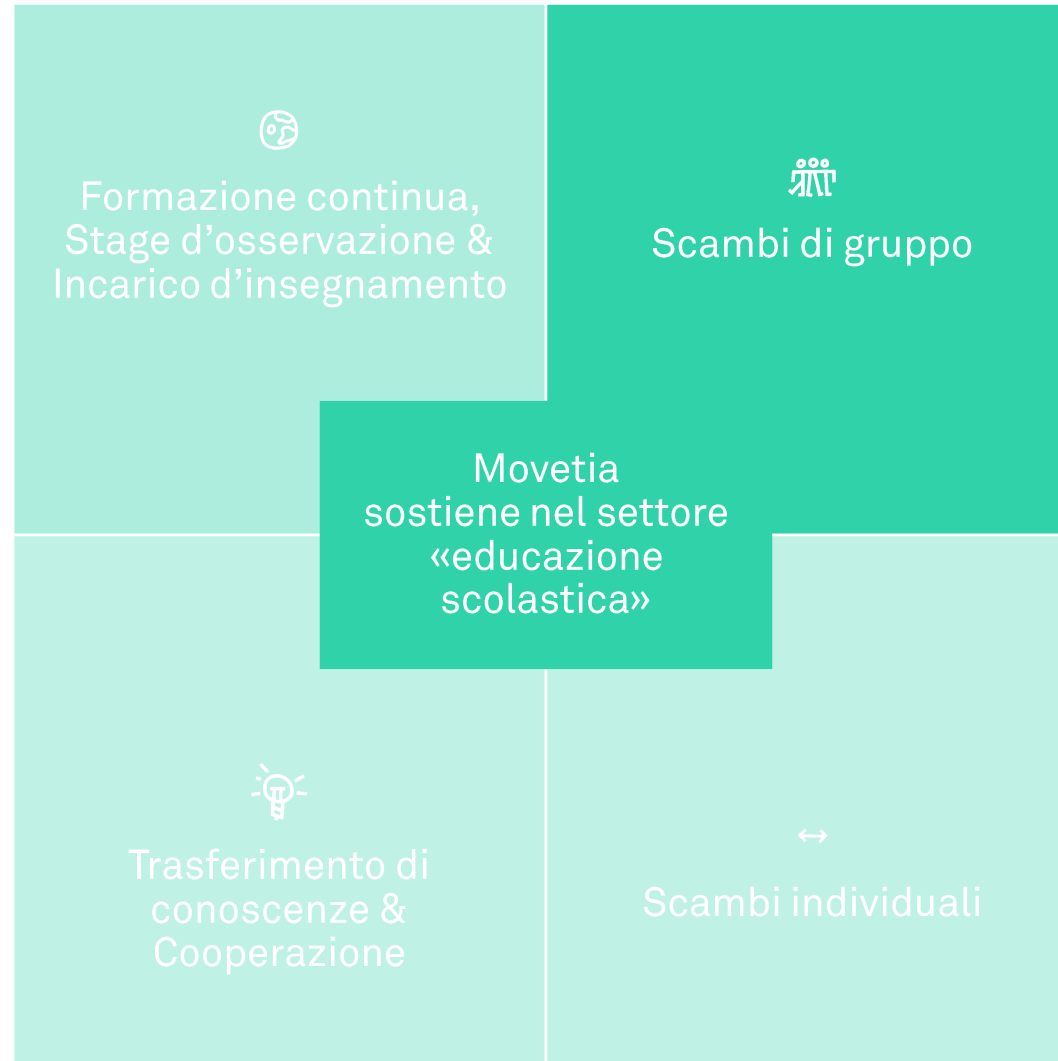 Formazione continua,
Stage d’osservazione &
Incarico d’insegnamento
Scambi di gruppo
Movetia
sostiene nel settore
«educazione
scolastica»
Trasferimento di
conoscenze &
Cooperazione
Scambi individuali